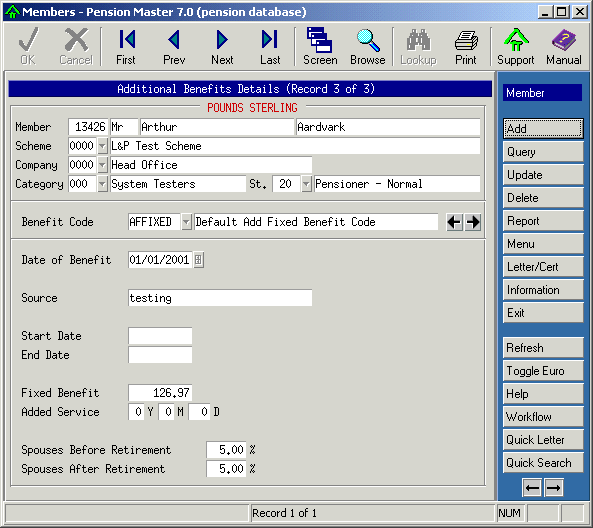 Members - Pension Master 7.0 (pension database)
OK Cancel First Prev Next Last Screen Browse Lookup Print Support Manual
Additional Benefits Details (Record 3 of 3)
POUNDS STERLING
Member 13426 Mr Arthur Aardvark
Scheme 0000 L&P Test Scheme
Company 0000 Head Office
Category 000 System Testers St. 20 Pensioner - Normal
Benefit Code AFFIXED Default Add Fixed Benefit Code
Date of Benefit 01/01/2001
Source testing
Start Date
End Date
Fixed Benefit 126.97
Added Service 0 Y 0 M 0 D
Spouses Before Retirement 5.00 %
Spouses After Retirement 5.00 %
Member
Add
Query
Update
Delete
Report
Menu
Letter/Cert
Information
Exit
Refresh
Toggle Euro
Help
Workflow
Quick Letter
Quick Search
Record 1 of 1 NUM